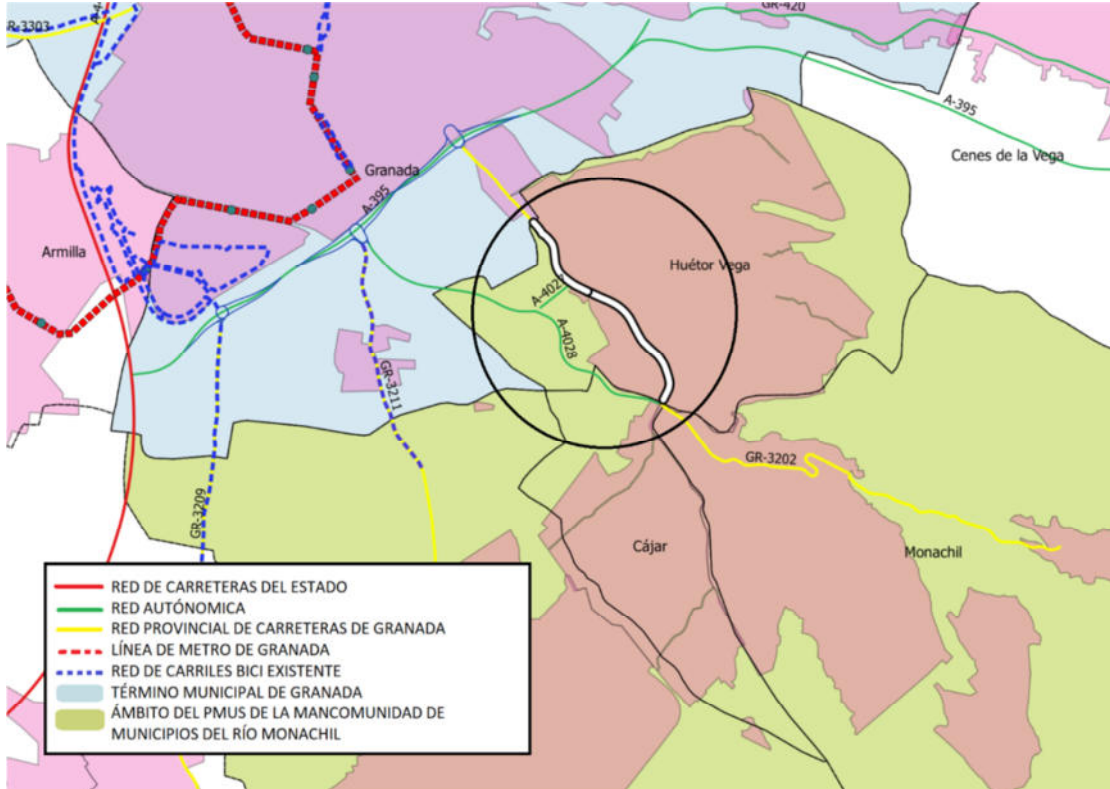 GR-3303
A-A
GR-420
A-395
Cenes de la Vega
Granada
A-395
Armilla
Huétor Vega
A-4027
A-4028
GR-3211
GR-3202
GR-3209
Cájar
Monachil
RED DE CARRETERAS DEL ESTADO
RED AUTÓNOMICA
RED PROVINCIAL DE CARRETERAS DE GRANADA
LÍNEA DE METRO DE GRANADA
RED DE CARRILES BICI EXISTENTE
TÉRMINO MUNICIPAL DE GRANADA
ÁMBITO DEL PMUS DE LA MANCOMUNIDAD DE
MUNICIPIOS DEL RÍO MONACHIL